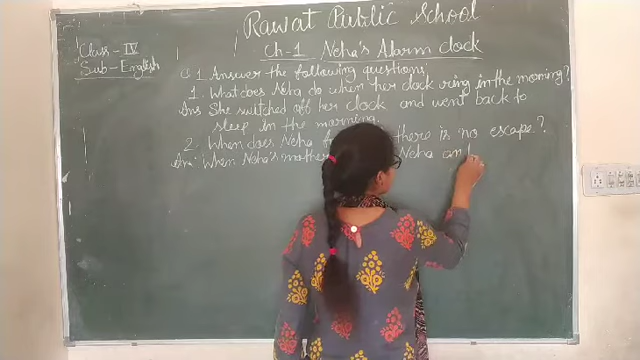 Rawat Public School
Class - IV
Ch-1 Neha's Alarm clock
Sub- English
Q 1. Answer the following questions!
1. What does Neha do when her clock ring in the morning?
Ans She switched off her clock and went back to
sleep in the morning.
2. When does Neha there is no escape?
Ans: When Neha's mother Neha and